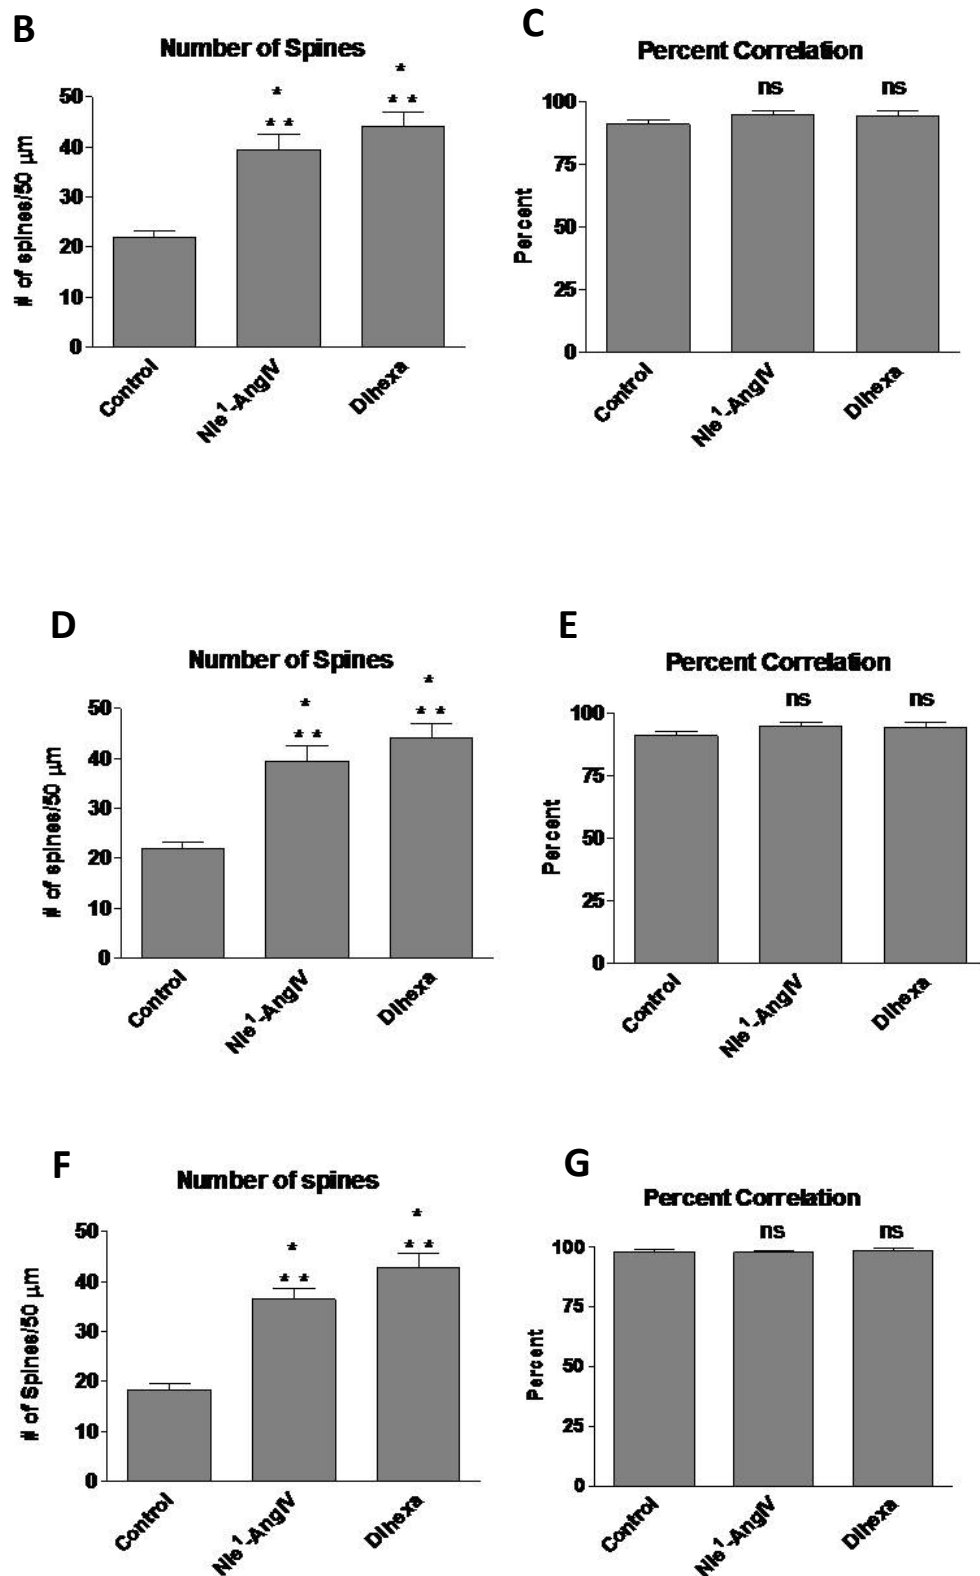 B
Number of Spines
*
*
* *
* *
# of spines/50 µm
50
40
30
20
10
0
Control
Nle1-AngIV
Dihexa
C
Percent Correlation
ns
ns
Percent
100
75
50
25
0
Control
Nle1-AngIV
Dihexa
D
Number of Spines
*
*
* *
* *
# of spines/50 µm
50
40
30
20
10
0
Control
Nle1-AngIV
Dihexa
E
Percent Correlation
ns
ns
Percent
100
75
50
25
0
Control
Nle1-AngIV
Dihexa
F
Number of spines
*
*
* *
* *
# of Spines/50 µm
50
40
30
20
10
0
Control
Nle1-AngIV
Dihexa
G
Percent Correlation
ns
ns
Percent
100
75
50
25
0
Control
Nle1-AngIV
Dihexa